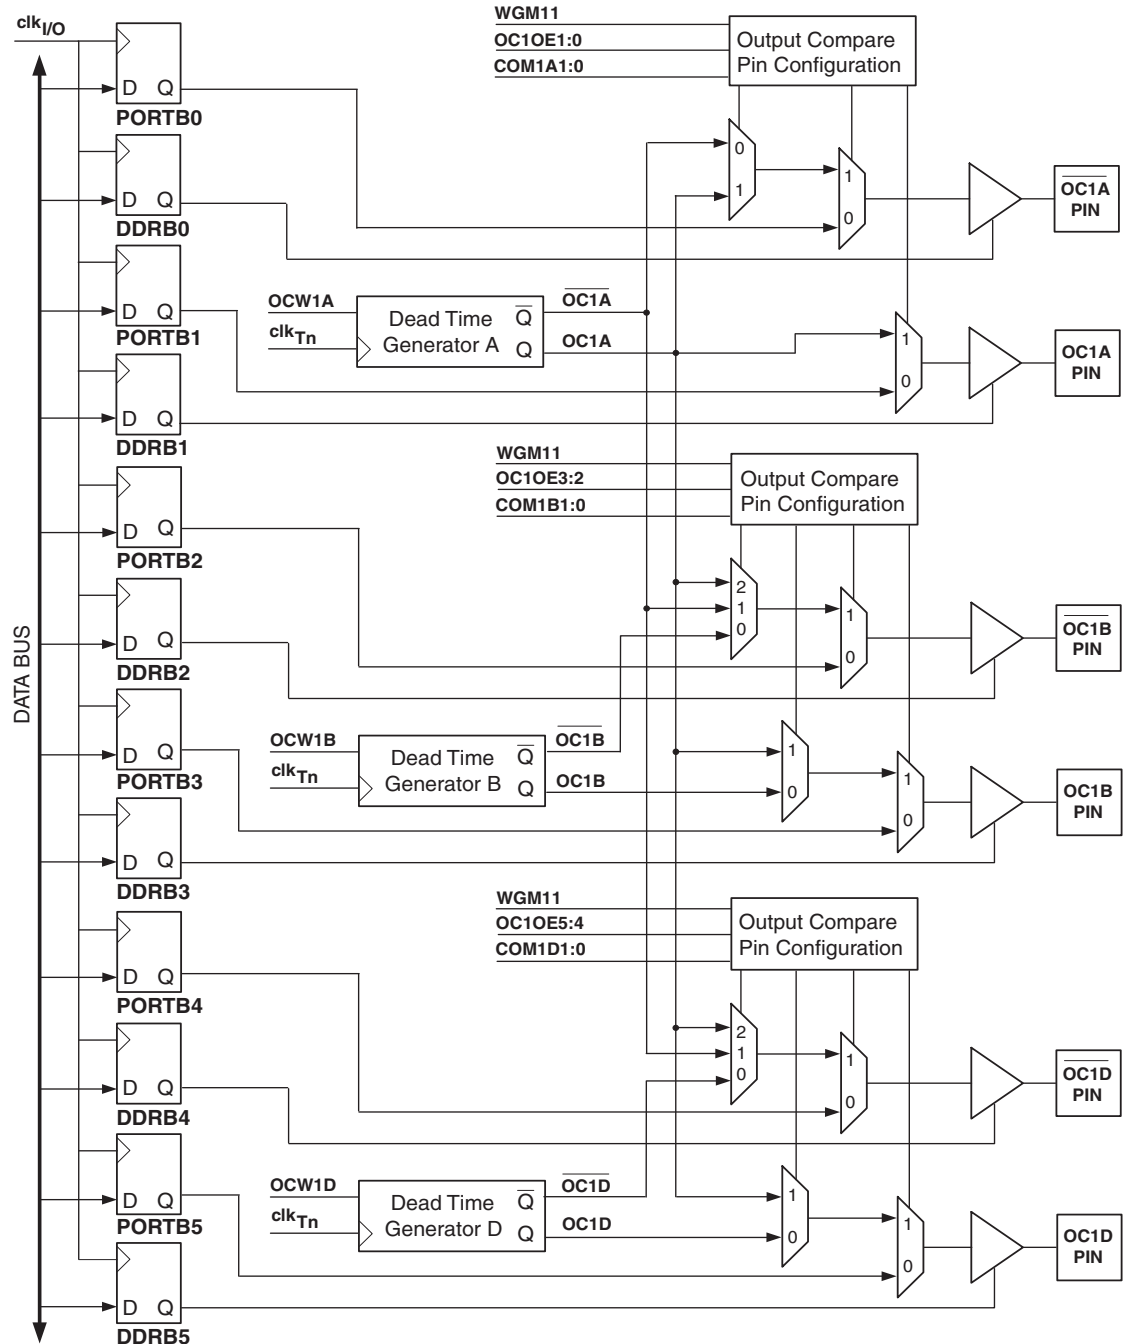 clkI/O
D Q
PORTB0
D Q
DDRB0
D Q
PORTB1
D Q
DDRB1
D Q
PORTB2
D Q
DDRB2
D Q
PORTB3
D Q
DDRB3
D Q
PORTB4
D Q
DDRB4
D Q
PORTB5
D Q
DDRB5
DATA BUS
WGM11
OC1OE1:0
COM1A1:0
Output Compare
Pin Configuration
0
1
1
0
OC1A
PIN
OCW1A
clkTn
Dead Time
Generator A
Q
Q
OC1A
OC1A
1
0
OC1A
PIN
WGM11
OC1OE3:2
COM1B1:0
Output Compare
Pin Configuration
2
1
0
1
0
OC1B
PIN
OCW1B
clkTn
Dead Time
Generator B
Q
Q
OC1B
OC1B
1
0
1
0
OC1B
PIN
WGM11
OC1OE5:4
COM1D1:0
Output Compare
Pin Configuration
2
1
0
1
0
OC1D
PIN
OCW1D
clkTn
Dead Time
Generator D
Q
Q
OC1D
OC1D
1
0
1
0
OC1D
PIN